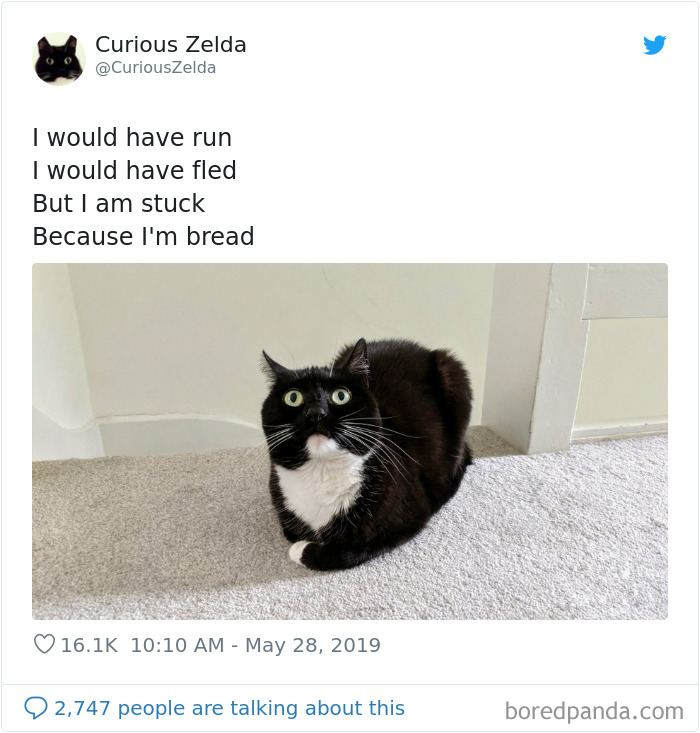 Curious Zelda
@CuriousZelda
I would have run
I would have fled
But I am stuck
Because I'm bread
16.1K 10:10 AM - May 28, 2019
2,747 people are talking about this
boredpanda.com